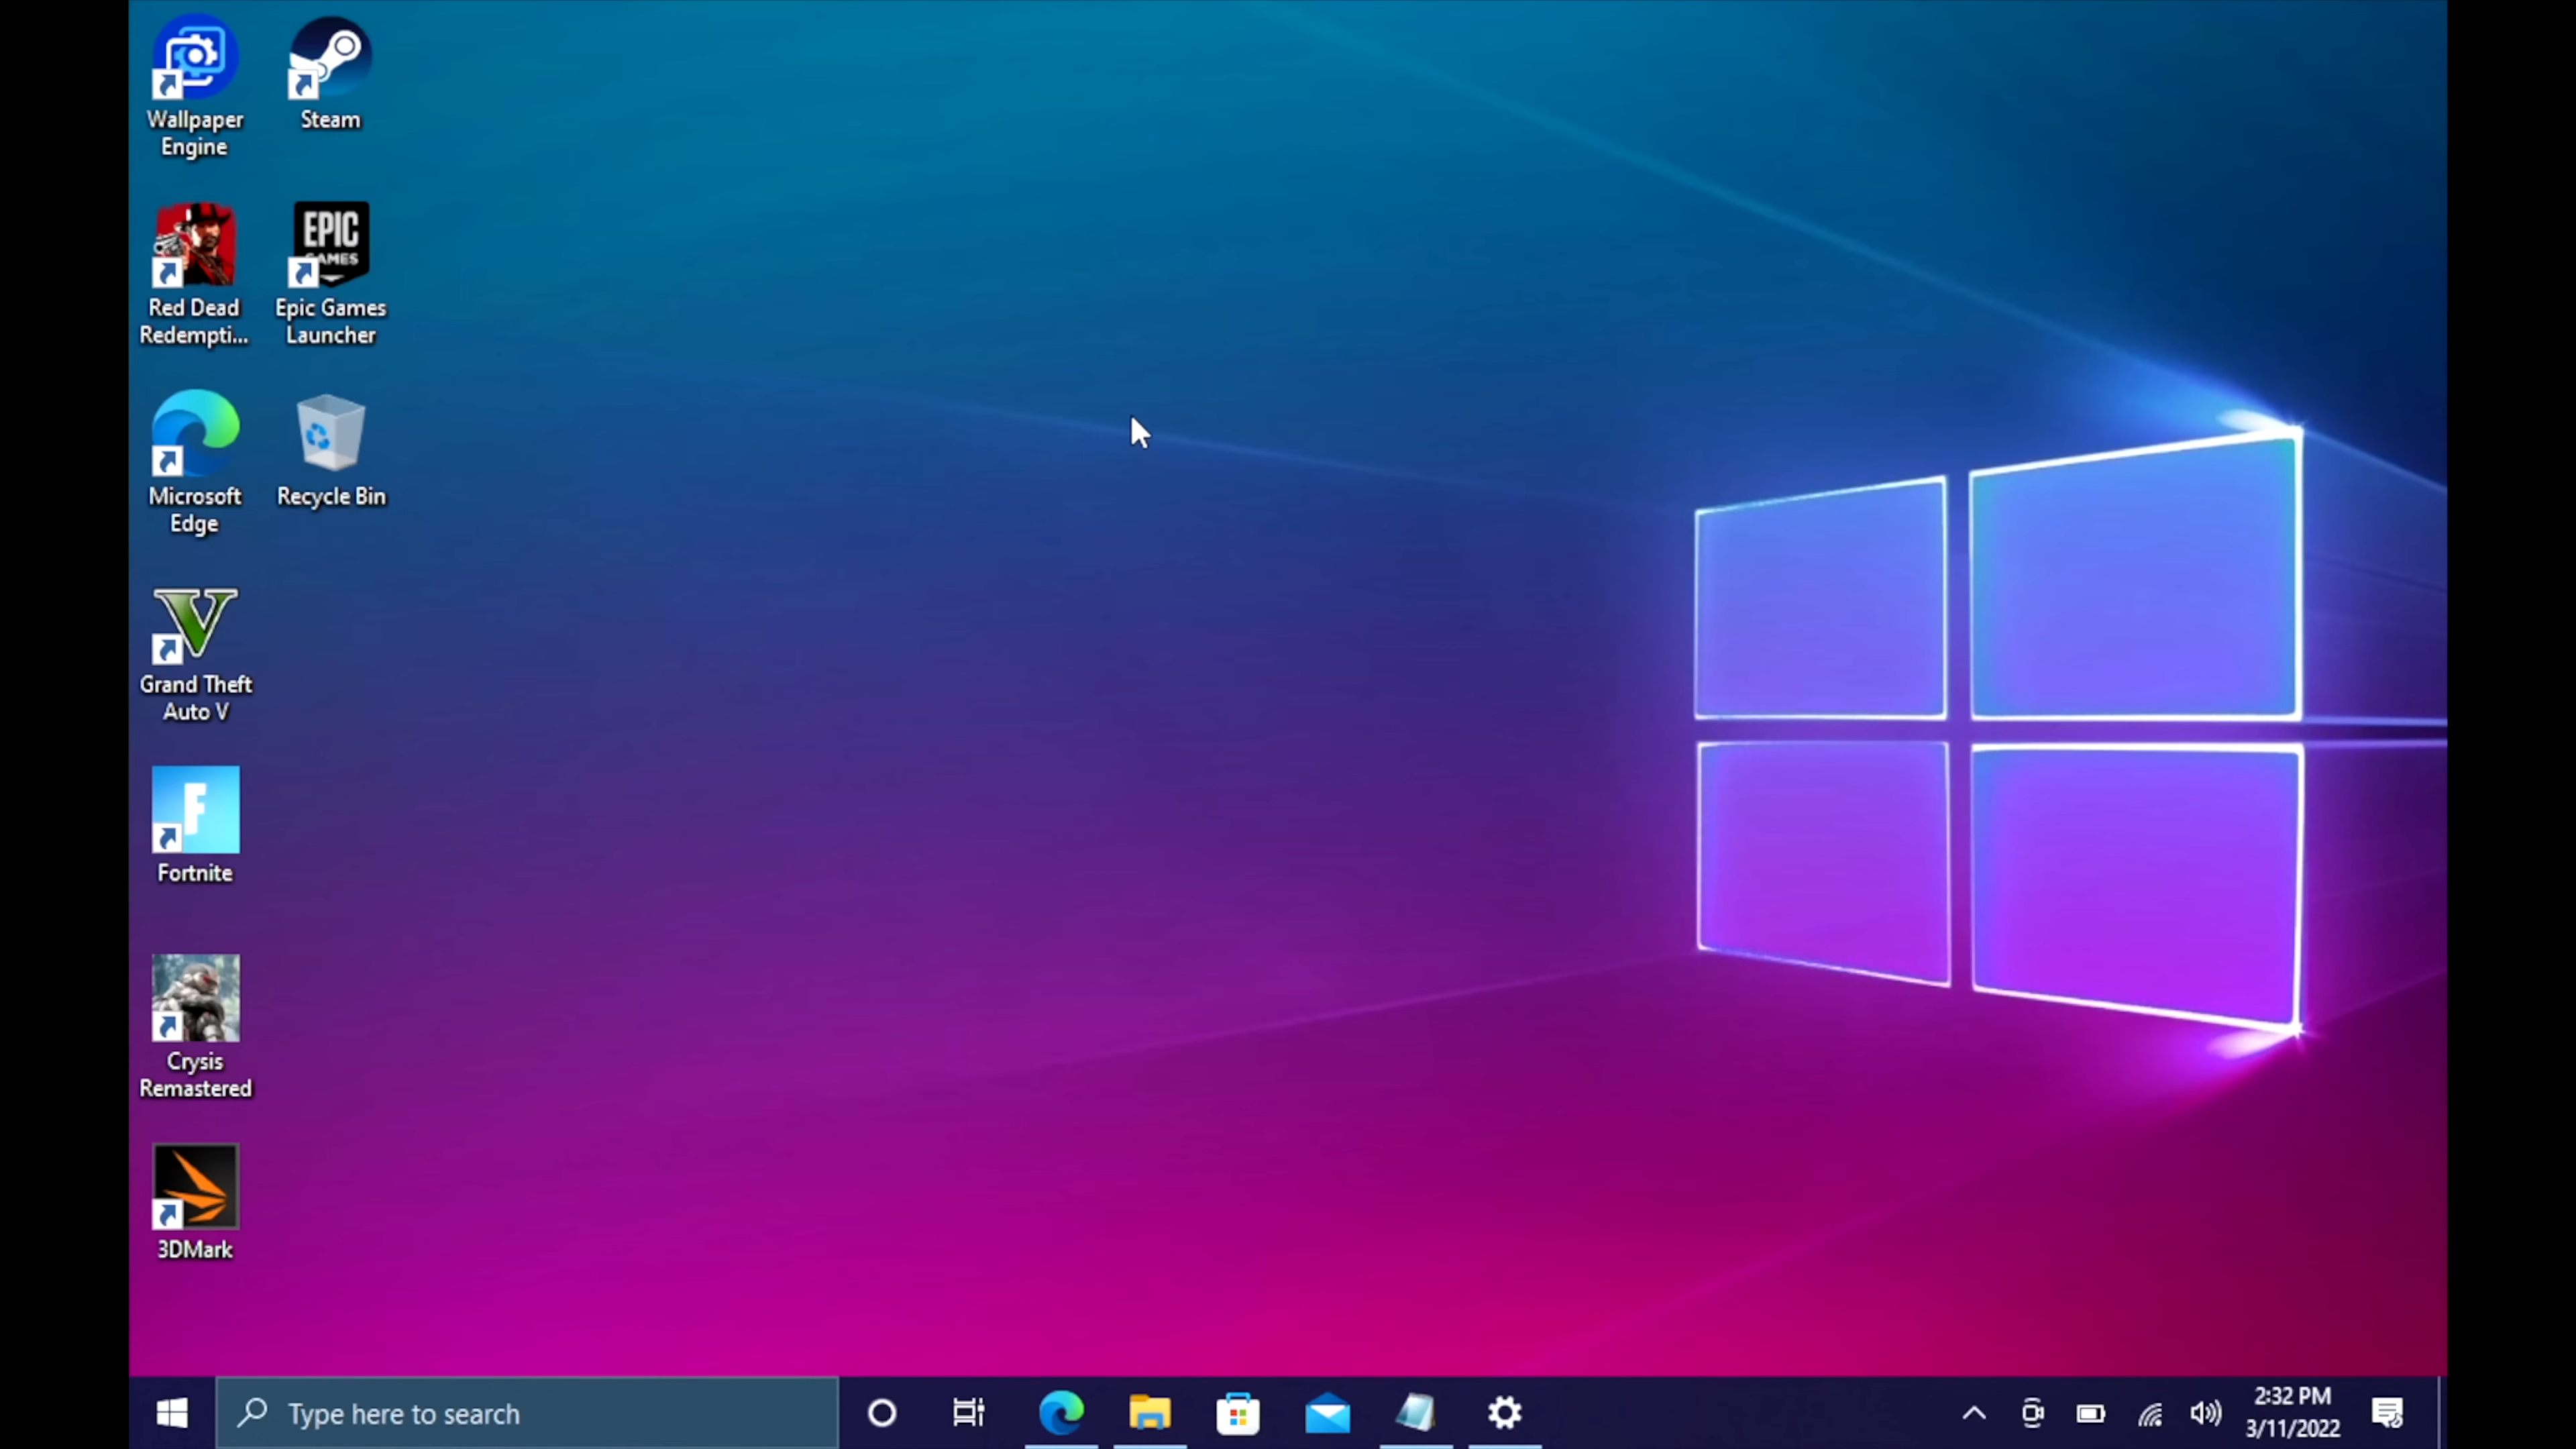 Wallpaper
Engine
Steam
EPIC
GAMES
Red Dead
Redempti...
Epic Games
Launcher
Microsoft
Edge
Recycle Bin
V
Grand Theft
Auto V
F
Fortnite
Crysis
Remastered
3DMark
Type here to search
2:32 PM
3/11/2022